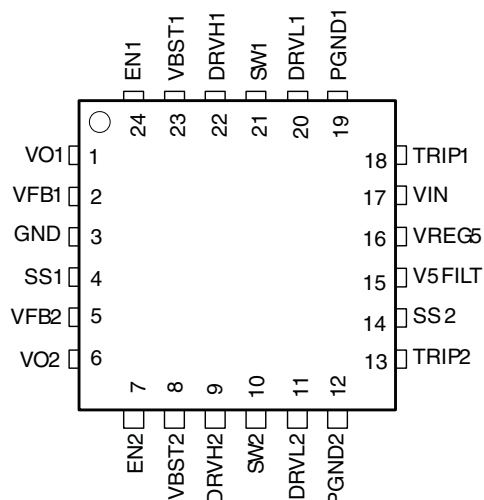 EN1 VBST1 DRVH1 SW1 DRVL1 PGND1
24 23 22 21 20 19
VO1 1 18 TRIP1
VFB1 2 17 VIN
GND 3 16 VREG5
SS1 4 15 V5FILT
VFB2 5 14 SS2
VO2 6 13 TRIP2
7 8 9 10 11 12
EN2 VBST2 DRVH2 SW2 DRVL2 PGND2